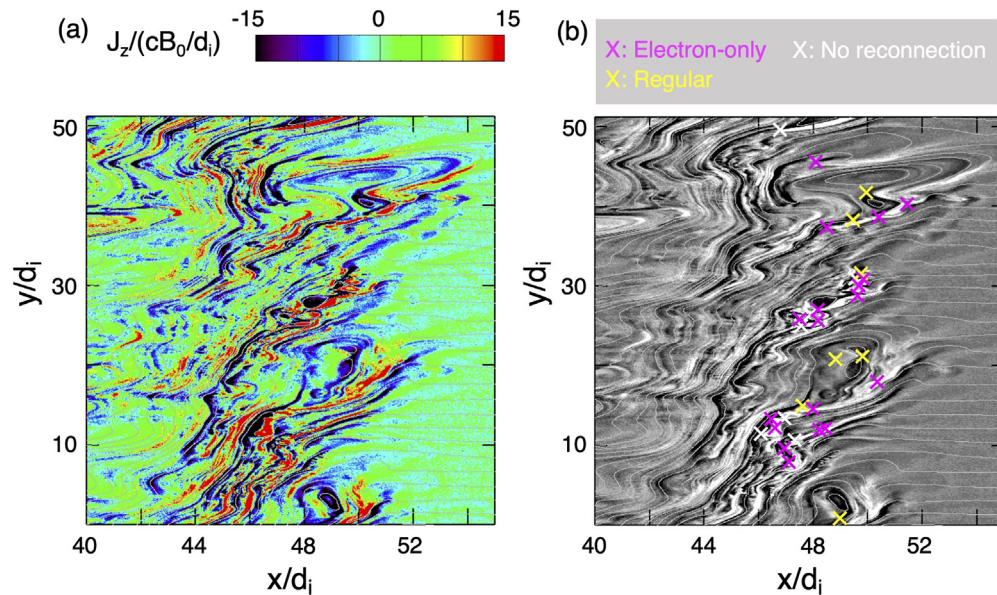 (a)
J_z/(cB_0/d_i)
-15 0 15
(b)
X: Electron-only X: No reconnection
X: Regular
50
30
10
y/d_i
40 44 48 52
x/d_i
50
30
10
y/d_i
40 44 48 52
x/d_i